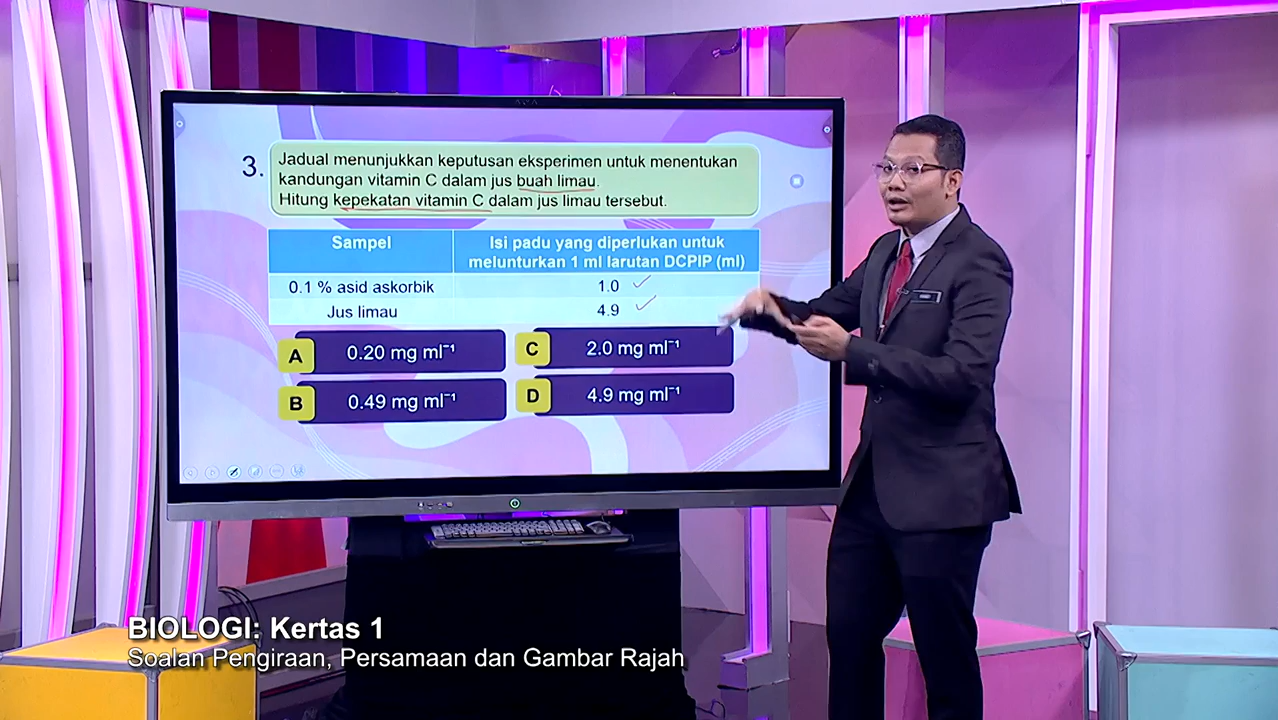 3.
Jadual menunjukkan keputusan eksperimen untuk menentukan
kandungan vitamin C dalam jus buah limau.
Hitung kepekatan vitamin C dalam jus limau tersebut.
Sampel
Isi padu yang diperlukan untuk
melunturkan 1 ml larutan DCPIP (ml)
0.1 % asid askorbik 1.0
Jus limau 4.9
A 0.20 mg ml⁻¹
C 2.0 mg ml⁻¹
B 0.49 mg ml⁻¹
D 4.9 mg ml⁻¹
BIOLOGI: Kertas 1
Soalan Pengiraan, Persamaan dan Gambar Rajah